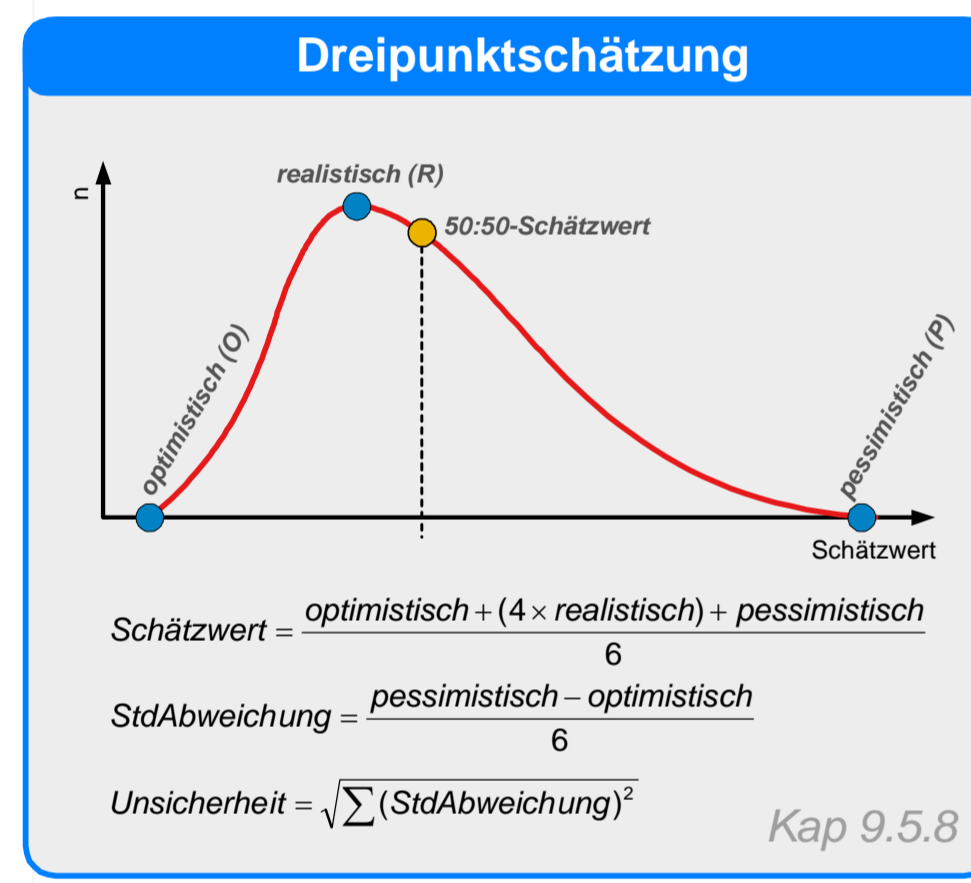 Dreipunktschätzung
n
realistisch (R)
50:50-Schätzwert
optimistisch (O)
pessimistisch (P)
Schätzwert
Schätzwert = optimistisch + (4 × realistisch) + pessimistisch / 6
StdAbweichung = pessimistisch – optimistisch / 6
Unsicherheit = √∑(StdAbweichung)²
Kap 9.5.8